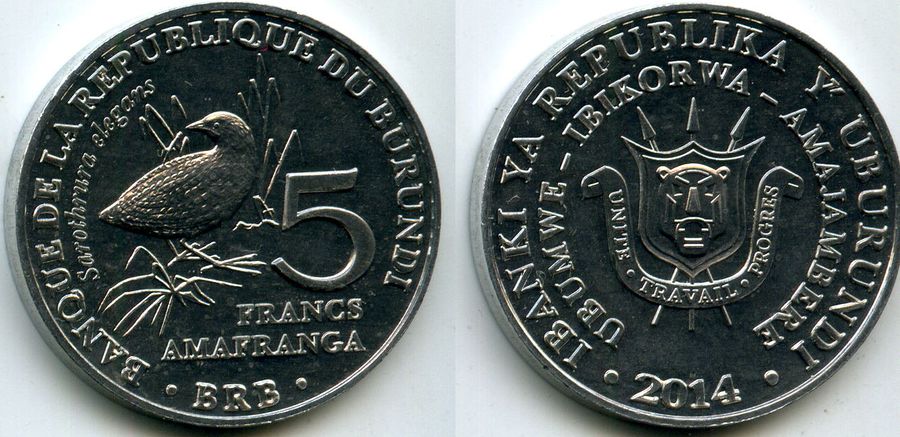 BANQUE DE LA REPUBLIQUE DU BURUNDI
Sarothrura elegans
5
FRANCS
AMAFRANGA
· BRB ·
IBANKI YA REPUBLIKA Y' UBURUNDI
UBUMWE - IBIKORWA - AMAJAMBERE
UNITE · TRAVAIL · PROGRES
· 2014 ·